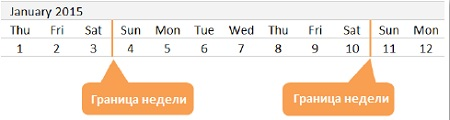 January 2015
Thu Fri Sat Sun Mon Tue Wed Thu Fri Sat Sun Mon
1 2 3 4 5 6 7 8 9 10 11 12
Граница недели Граница недели